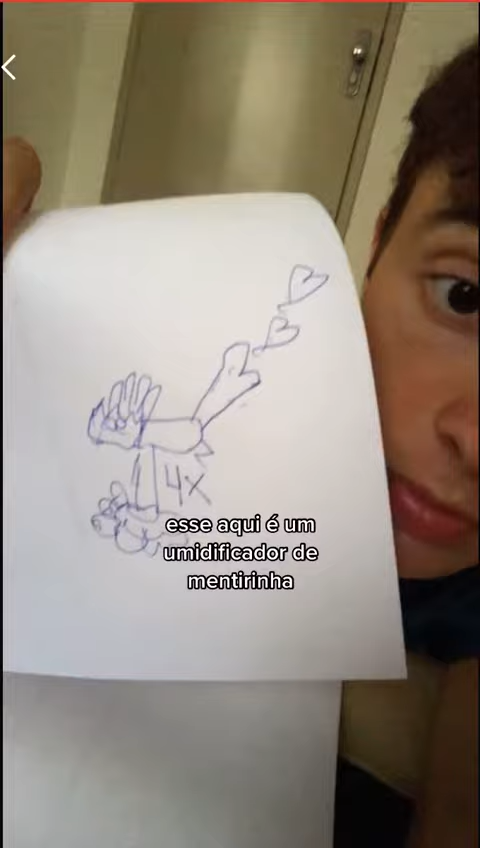 4x
esse aqui é um
umidificador de
mentirinha